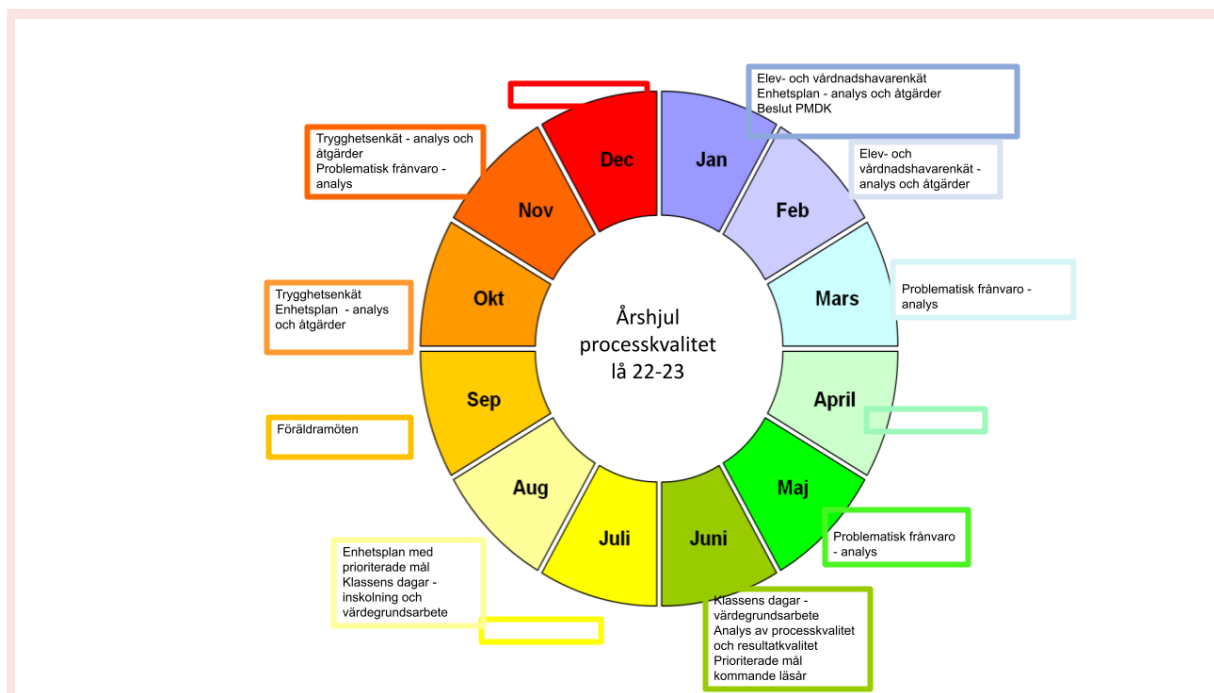 Årshjul
processkvalitet
lå 22-23
Jan
Elev- och vårdnadshavarenkät
Enhetsplan - analys och åtgärder
Beslut PMDK
Feb
Elev- och
vårdnadshavarenkät -
analys och åtgärder
Mars
Problematisk frånvaro -
analys
April
Maj
Problematisk frånvaro
- analys
Juni
Klassens dagar -
värdegrundsarbete
Analys av processkvalitet
och resultatkvalitet
Prioriterade mål
kommande läsår
Juli
Aug
Enhetsplan med
prioriterade mål
Klassens dagar -
inskolning och
värdegrundsarbete
Sep
Föräldramöten
Okt
Trygghetsenkät
Enhetsplan - analys
och åtgärder
Nov
Trygghetsenkät - analys och
åtgärder
Problematisk frånvaro -
analys
Dec